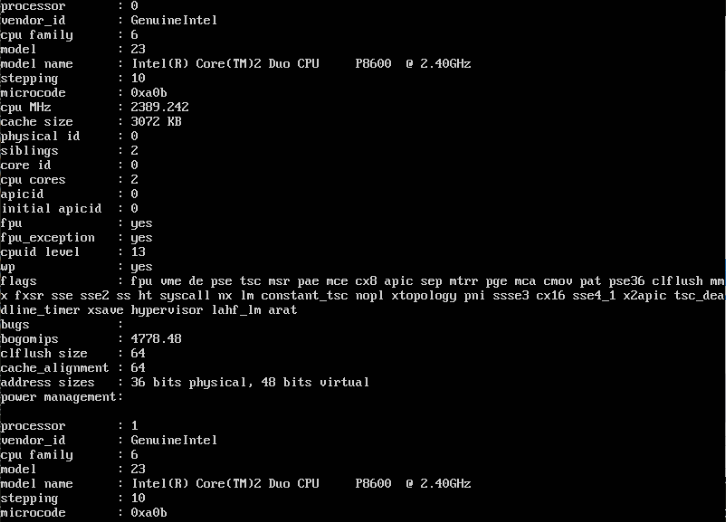 processor : 0
vendor_id : GenuineIntel
cpu family : 6
model : 23
model name : Intel(R) Core(TM)2 Duo CPU P8600 @ 2.40GHz
stepping : 10
microcode : 0xa0b
cpu MHz : 2389.242
cache size : 3072 KB
physical id : 0
siblings : 2
core id : 0
cpu cores : 2
apicid : 0
initial apicid : 0
fpu : yes
fpu_exception : yes
cpuid level : 13
wp : yes
flags : fpu vme de pse tsc msr pae mce cx8 apic sep mtrr pge mca cmov pat pse36 clflush mm
x fxsr sse sse2 ss ht syscall nx lm constant_tsc nopl xtopology pni ssse3 cx16 sse4_1 x2apic tsc_dea
dline_timer xsave hypervisor lahf_lm arat
bugs :
bogomips : 4778.48
clflush size : 64
cache_alignment : 64
address sizes : 36 bits physical, 48 bits virtual
power management:
processor : 1
vendor_id : GenuineIntel
cpu family : 6
model : 23
model name : Intel(R) Core(TM)2 Duo CPU P8600 @ 2.40GHz
stepping : 10
microcode : 0xa0b